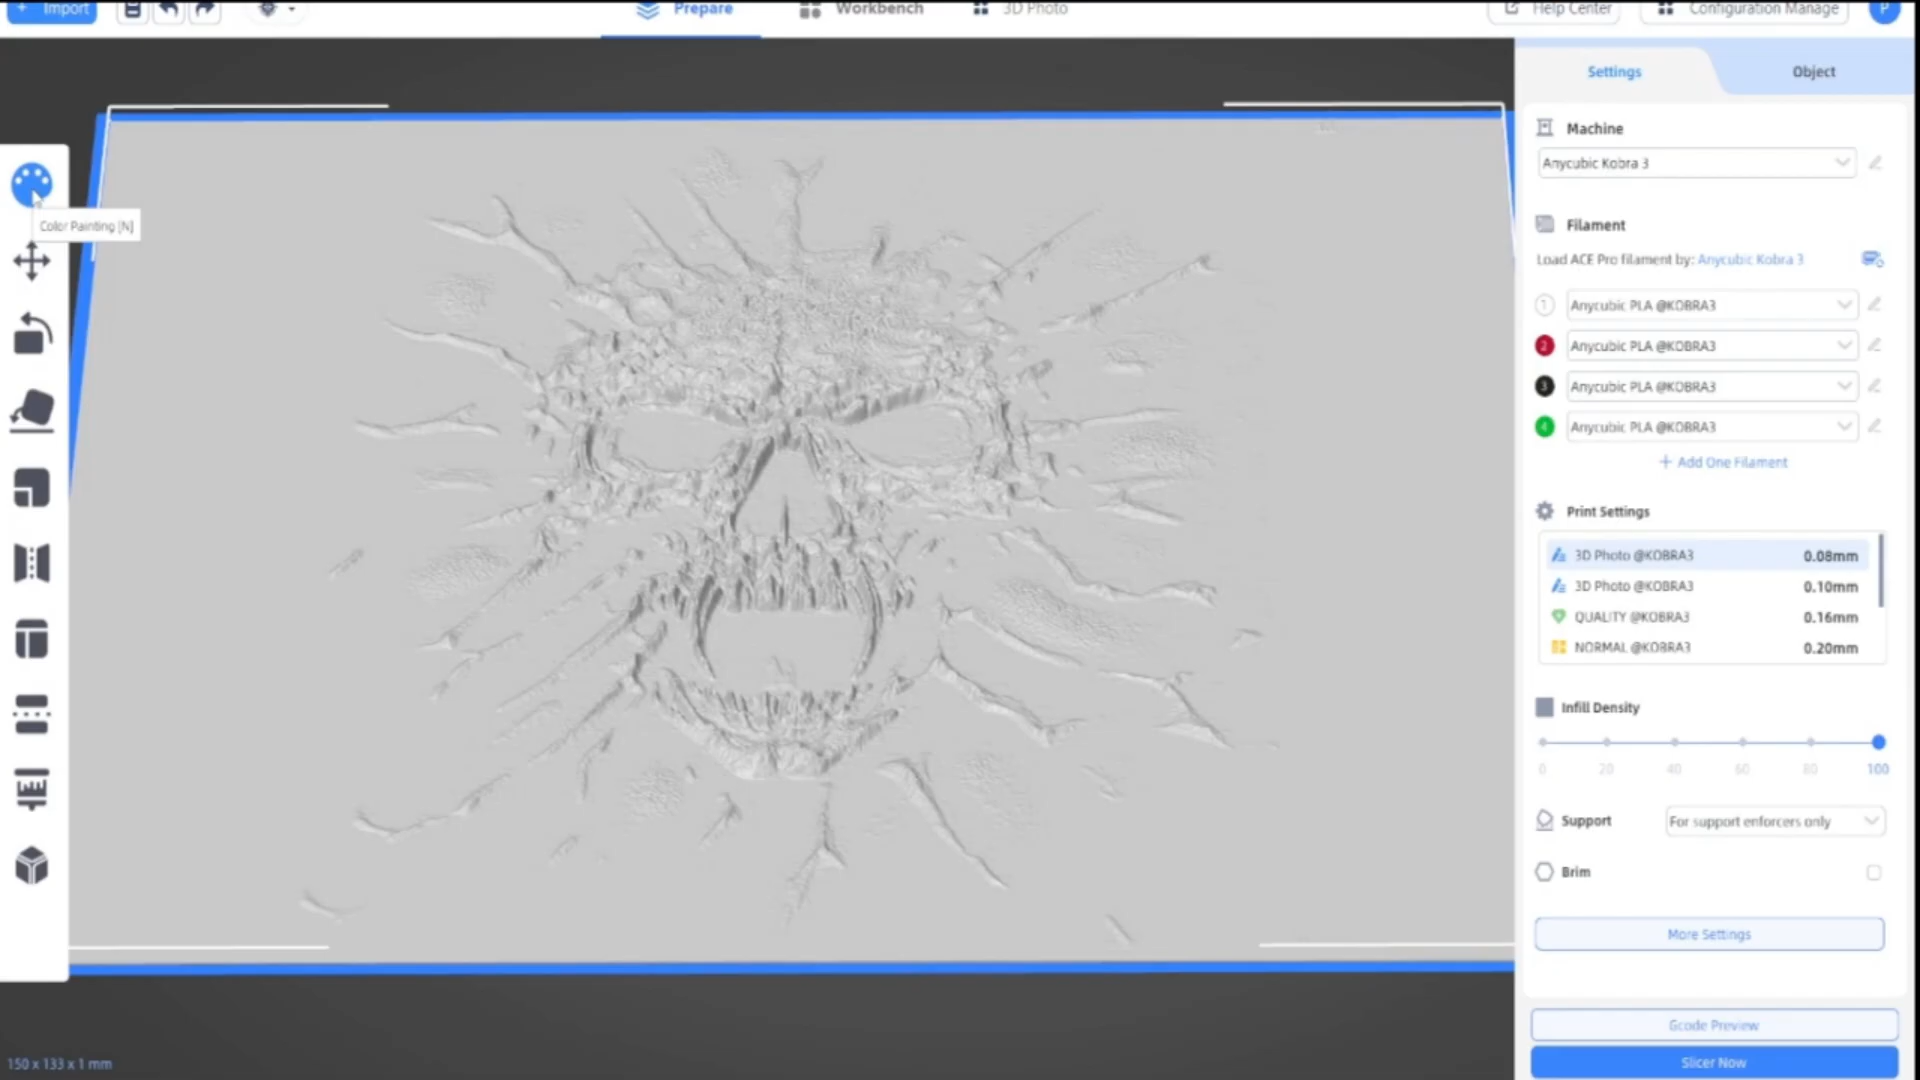 + Import
Prepare
Workbench
3D Photo
Help Center
Configuration Manage
P
Settings
Object
Color Painting [N]
Machine
Anycubic Kobra 3
Filament
Load ACE Pro filament by: Anycubic Kobra 3
1 Anycubic PLA @KOBRA3
2 Anycubic PLA @KOBRA3
3 Anycubic PLA @KOBRA3
4 Anycubic PLA @KOBRA3
+ Add One Filament
Print Settings
3D Photo @KOBRA3 0.08mm
3D Photo @KOBRA3 0.10mm
QUALITY @KOBRA3 0.16mm
NORMAL @KOBRA3 0.20mm
Infill Density
0 20 40 60 80 100
Support For support enforcers only
Brim
More Settings
Gcode Preview
Slicer Now
150 x 133 x 1 mm